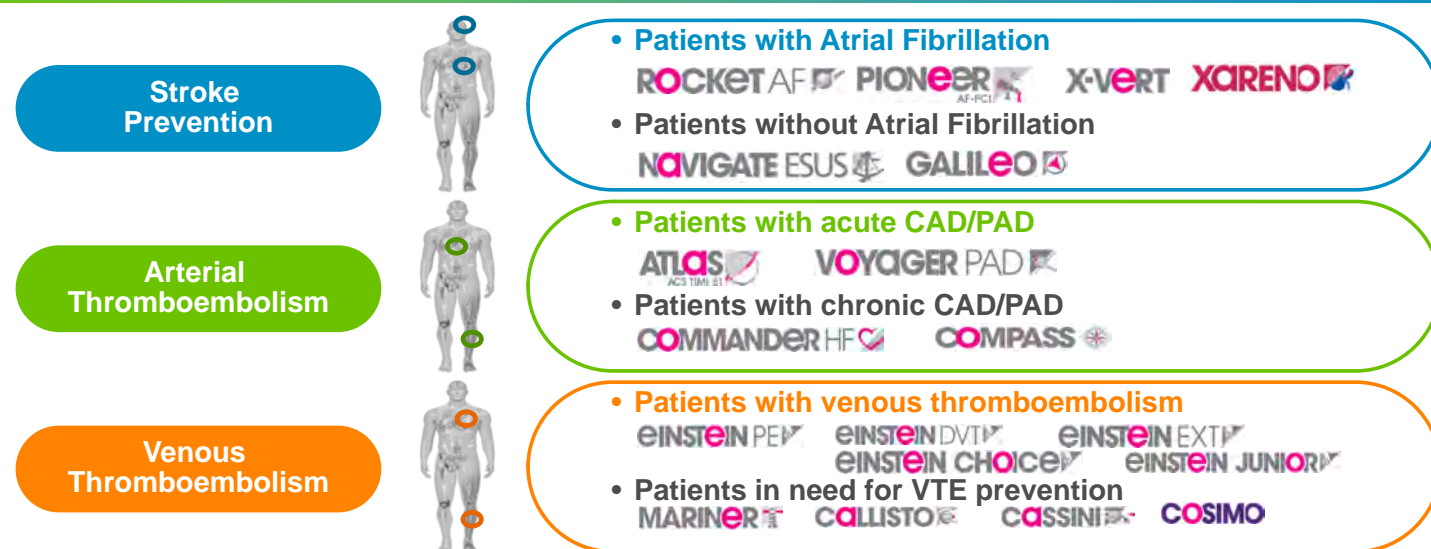 Stroke
Prevention
• Patients with Atrial Fibrillation
ROCKET AF PIONEER X-VERT XARENO
AF-PCI
• Patients without Atrial Fibrillation
NAVIGATE ESUS GALILEO
Arterial
Thromboembolism
• Patients with acute CAD/PAD
ATLAS VOYAGER PAD
ACS TIMI 51
• Patients with chronic CAD/PAD
COMMANDER HF COMPASS
Venous
Thromboembolism
• Patients with venous thromboembolism
EINSTEIN PE EINSTEIN DVT EINSTEIN EXT
EINSTEIN CHOICE EINSTEIN JUNIOR
• Patients in need for VTE prevention
MARINER CALLISTO CASSINI COSIMO